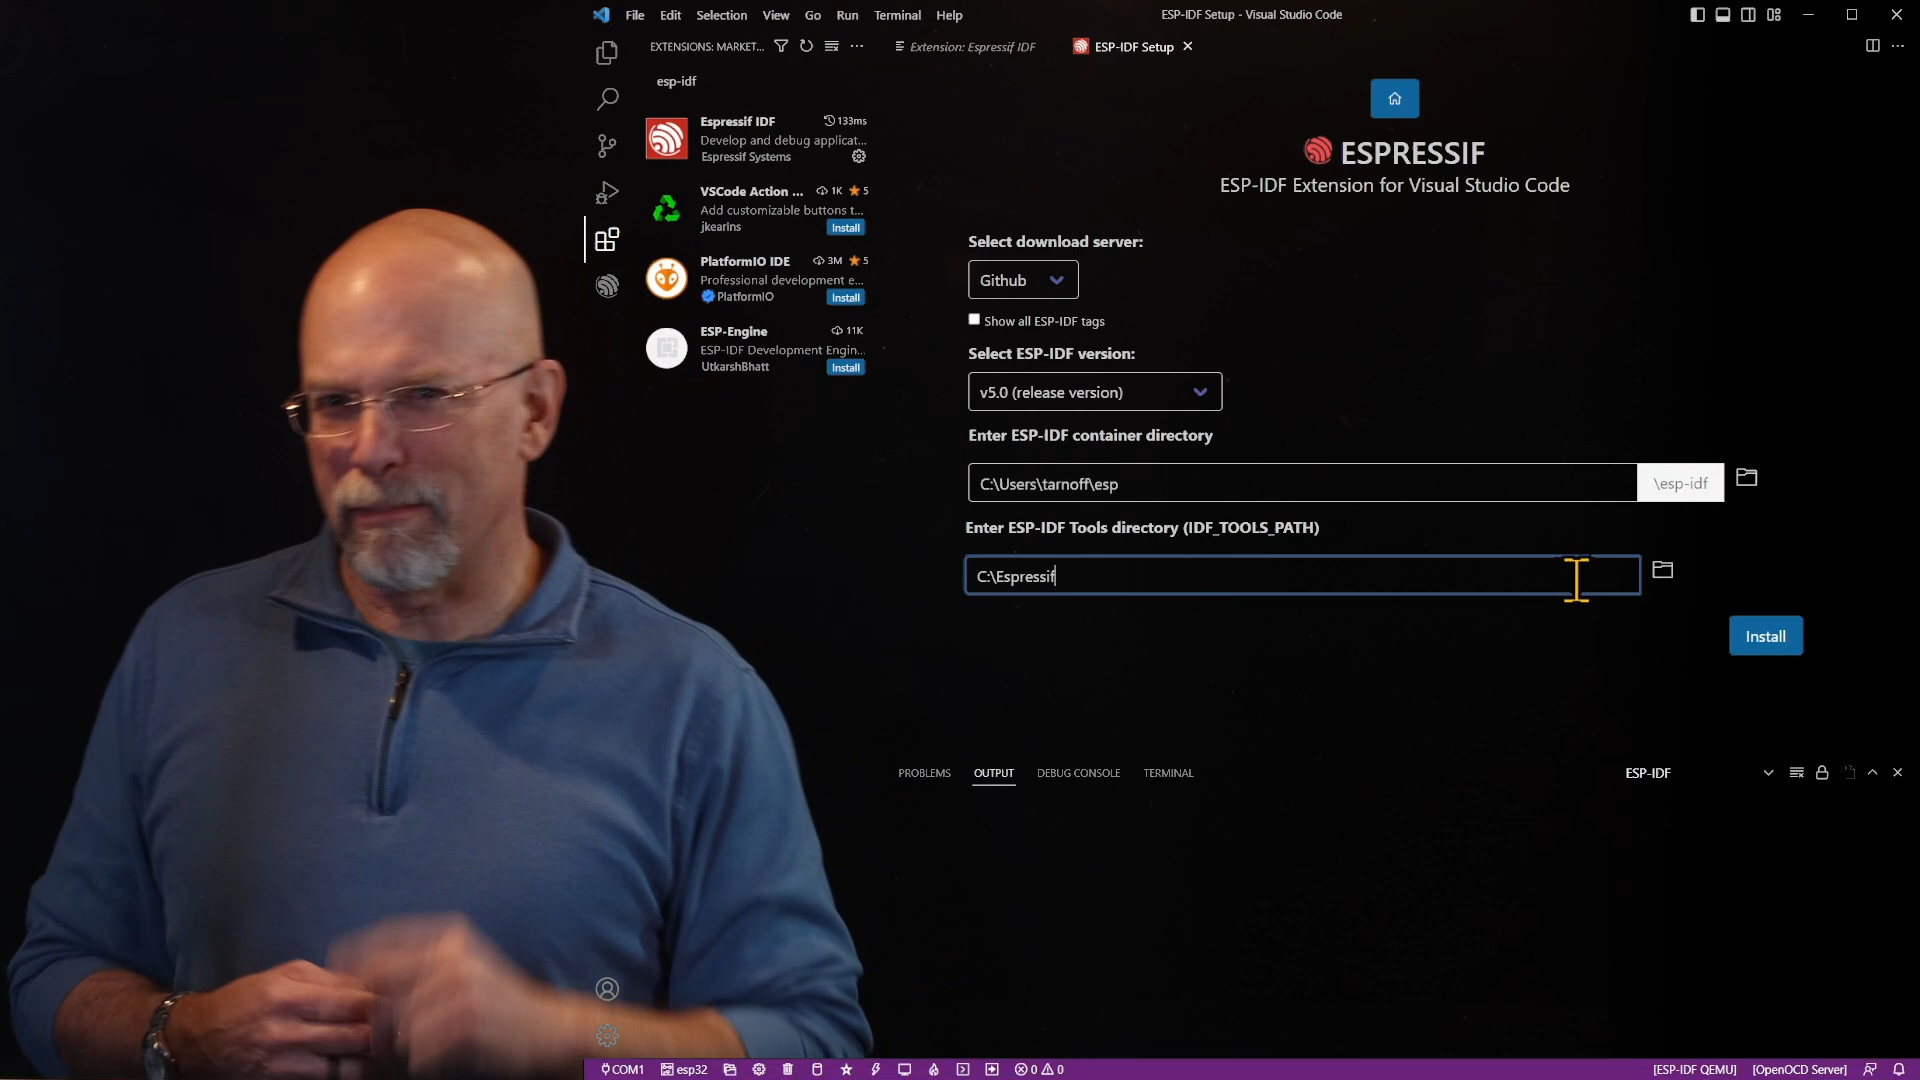 File Edit Selection View Go Run Terminal Help
ESP-IDF Setup - Visual Studio Code
EXTENSIONS: MARKET...
Extension: Espressif IDF
ESP-IDF Setup
esp-idf
Espressif IDF 133ms
Develop and debug applicat...
Espressif Systems
VSCode Action ... 1K 5
Add customizable buttons t...
jkearins Install
PlatformIO IDE 3M 5
Professional development e...
PlatformIO Install
ESP-Engine 11K
ESP-IDF Development Engin...
UtkarshBhatt Install
ESPRESSIF
ESP-IDF Extension for Visual Studio Code
Select download server:
Github
Show all ESP-IDF tags
Select ESP-IDF version:
v5.0 (release version)
Enter ESP-IDF container directory
C:\Users\tarnoff\esp \esp-idf
Enter ESP-IDF Tools directory (IDF_TOOLS_PATH)
C:\Espressif
Install
PROBLEMS OUTPUT DEBUG CONSOLE TERMINAL
ESP-IDF
COM1 esp32 0 0 [ESP-IDF QEMU] [OpenOCD Server]